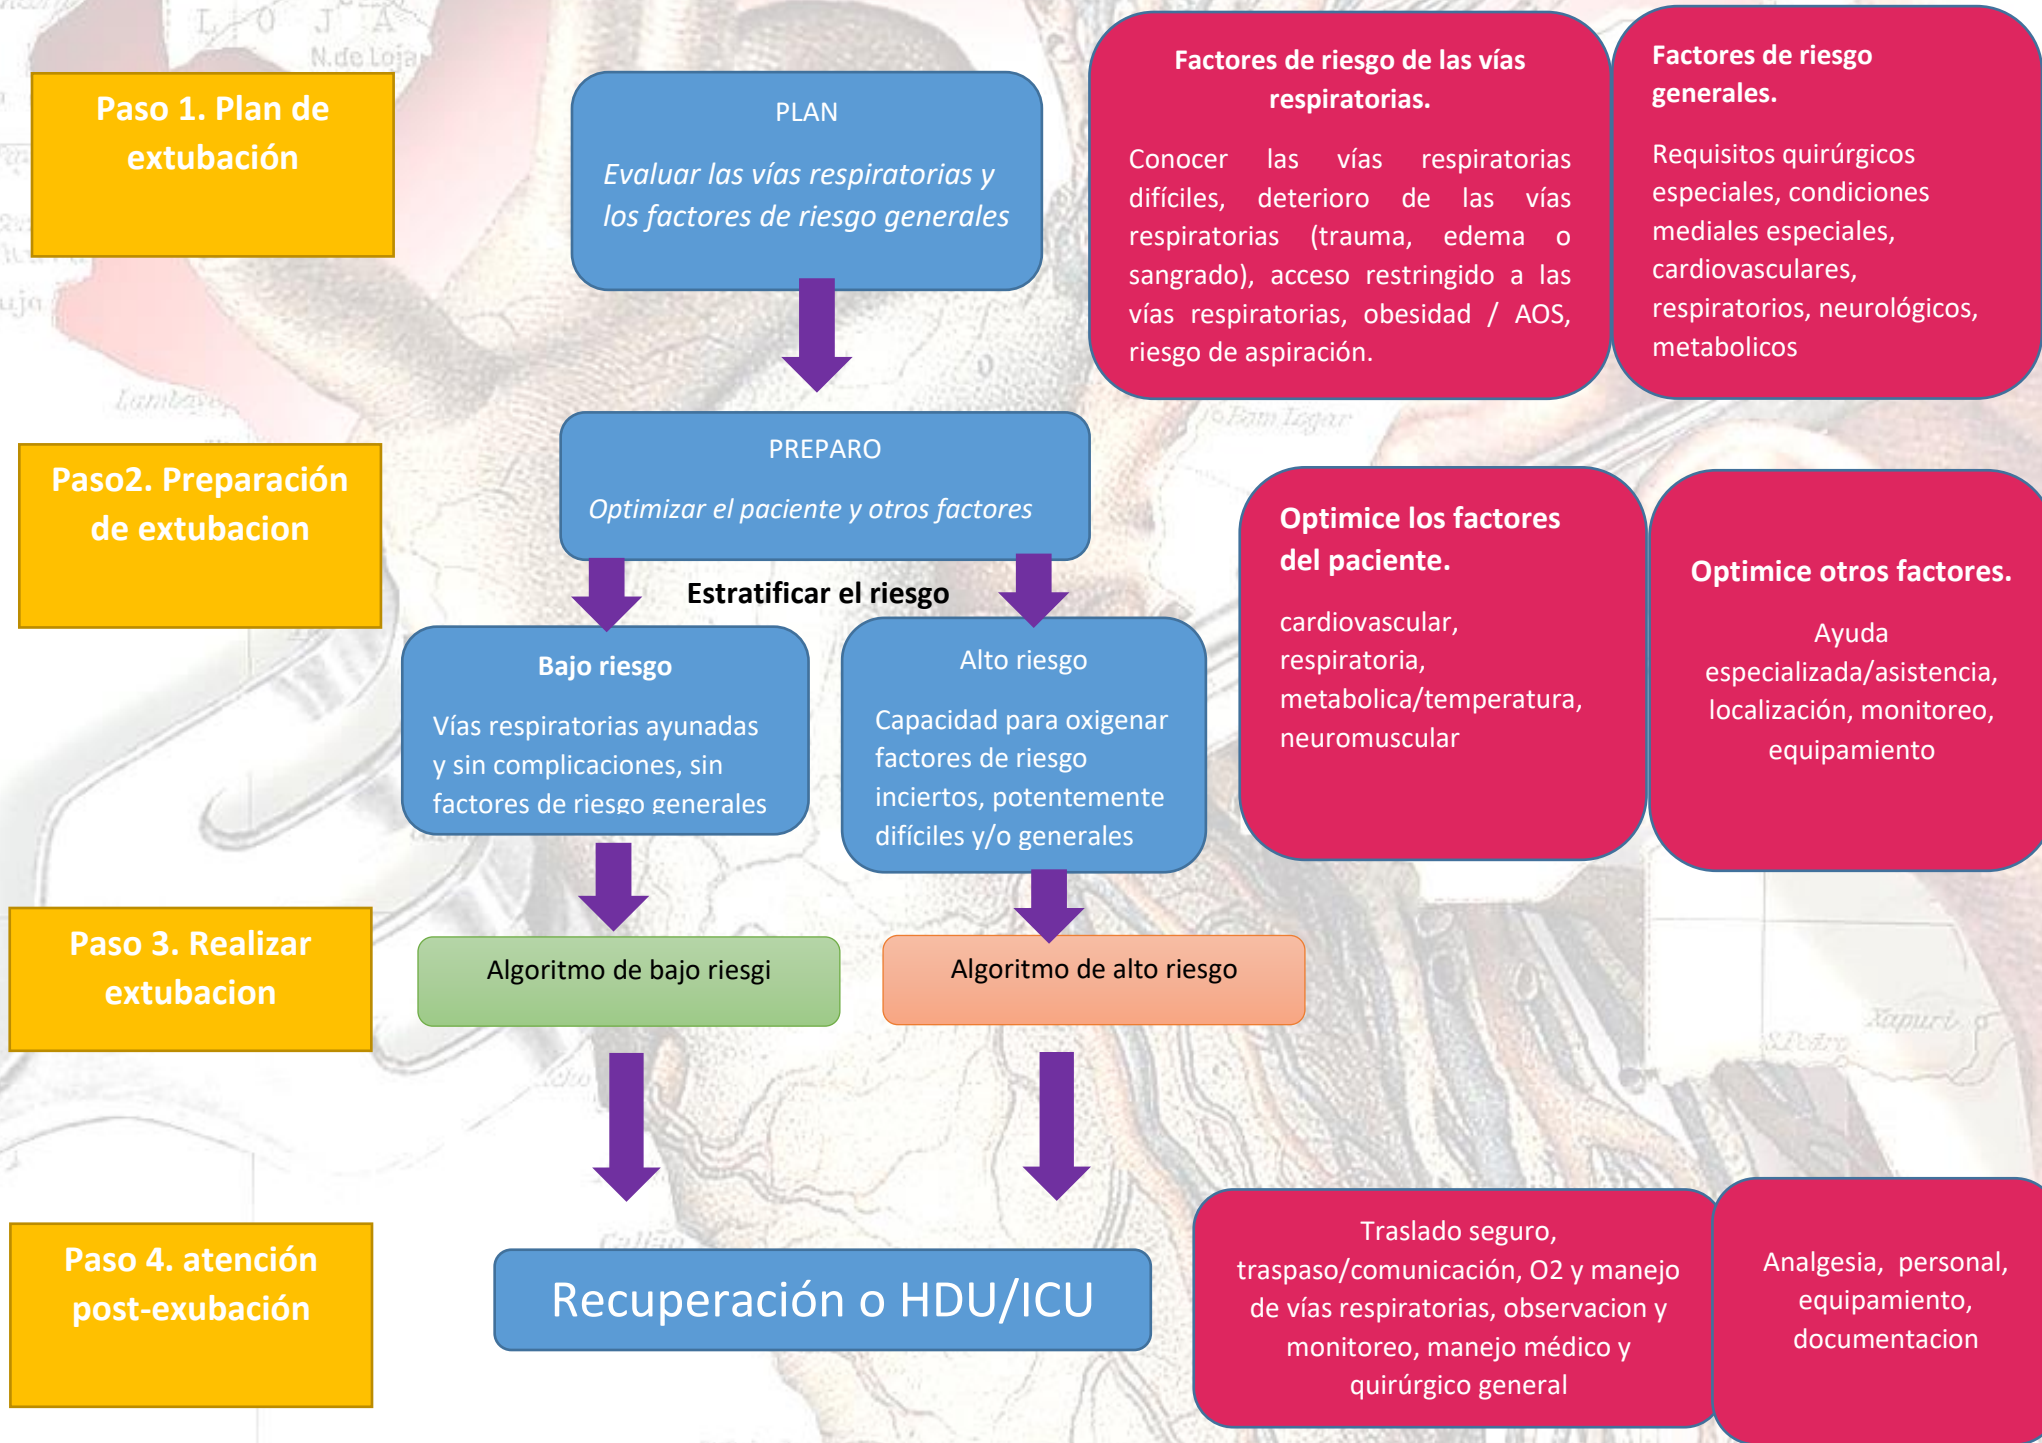 L O J A
N.de Loja
Paso 1. Plan de
extubación
PLAN
Evaluar las vías respiratorias y
los factores de riesgo generales
Factores de riesgo de las vías
respiratorias.
Conocer las vías respiratorias
difíciles, deterioro de las vías
respiratorias (trauma, edema o
sangrado), acceso restringido a las
vías respiratorias, obesidad / AOS,
riesgo de aspiración.
Factores de riesgo
generales.
Requisitos quirúrgicos
especiales, condiciones
mediales especiales,
cardiovasculares,
respiratorios, neurológicos,
metabolicos
Paso2. Preparación
de extubacion
PREPARO
Optimizar el paciente y otros factores
Estratificar el riesgo
Bajo riesgo
Vías respiratorias ayunadas
y sin complicaciones, sin
factores de riesgo generales
Alto riesgo
Capacidad para oxigenar
factores de riesgo
inciertos, potentemente
difíciles y/o generales
Optimice los factores
del paciente.
cardiovascular,
respiratoria,
metabolica/temperatura,
neuromuscular
Optimice otros factores.
Ayuda
especializada/asistencia,
localización, monitoreo,
equipamiento
Paso 3. Realizar
extubacion
Algoritmo de bajo riesgi
Algoritmo de alto riesgo
Xapuri
S.Pedro
Paso 4. atención
post-exubación
Callao
Recuperación o HDU/ICU
Traslado seguro,
traspaso/comunicación, O2 y manejo
de vías respiratorias, observacion y
monitoreo, manejo médico y
quirúrgico general
Analgesia, personal,
equipamiento,
documentacion